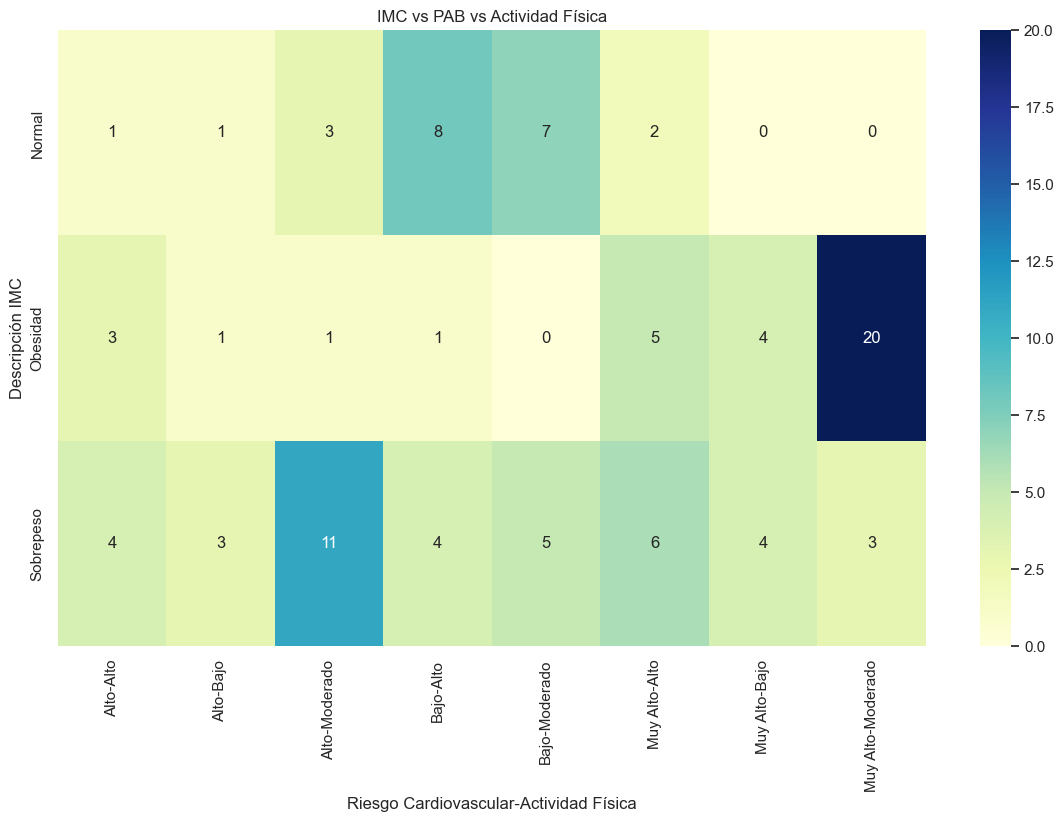 IMC vs PAB vs Actividad Física
Descripción IMC
Normal
1 1 3 8 7 2 0 0
Obesidad
3 1 1 1 0 5 4 20
Sobrepeso
4 3 11 4 5 6 4 3
Alto-Alto
Alto-Bajo
Alto-Moderado
Bajo-Alto
Bajo-Moderado
Muy Alto-Alto
Muy Alto-Bajo
Muy Alto-Moderado
Riesgo Cardiovascular-Actividad Física
20.0
17.5
15.0
12.5
10.0
7.5
5.0
2.5
0.0